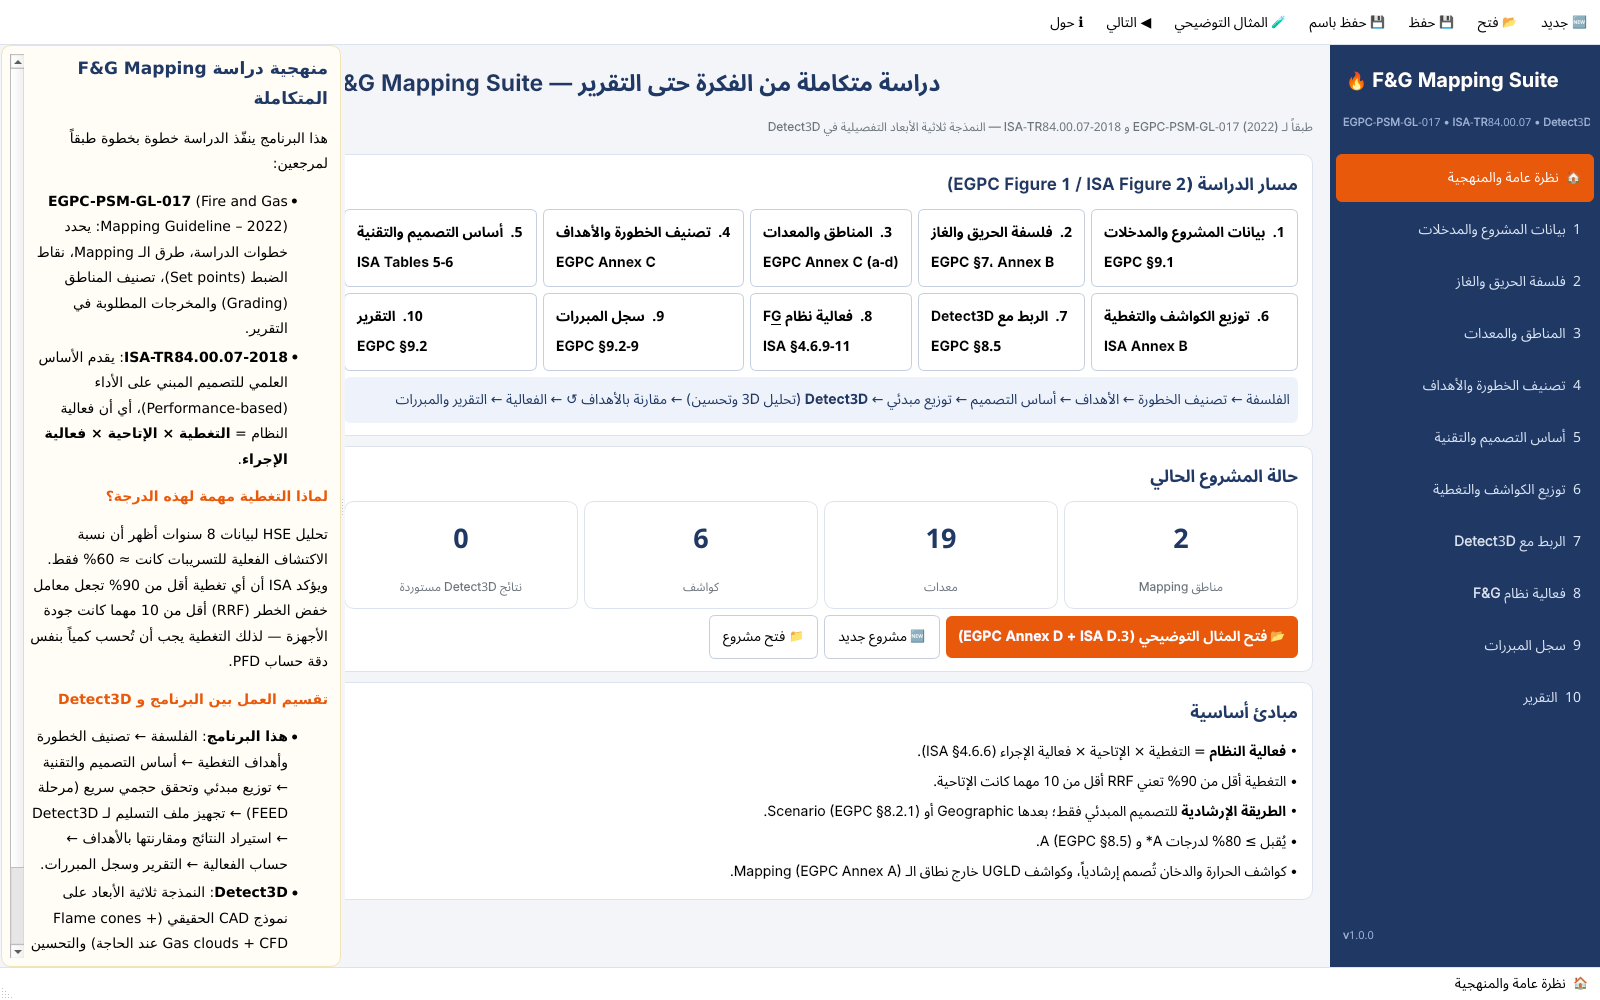 🆕 جديد
📂 فتح
💾 حفظ
💾 حفظ باسم
🧪 المثال التوضيحي
◀ التالي
ℹ حول
🔥 F&G Mapping Suite
EGPC-PSM-GL-017 • ISA-TR84.00.07 • Detect3D
🏠 نظرة عامة والمنهجية
1 بيانات المشروع والمدخلات
2 فلسفة الحريق والغاز
3 المناطق والمعدات
4 تصنيف الخطورة والأهداف
5 أساس التصميم والتقنية
6 توزيع الكواشف والتغطية
7 الربط مع Detect3D
8 فعالية نظام F&G
9 سجل المبررات
10 التقرير
v1.0.0
دراسة متكاملة من الفكرة حتى التقرير — &G Mapping Suite
طبقاً لـ EGPC-PSM-GL-017 (2022) و ISA-TR84.00.07-2018 — النمذجة ثلاثية الأبعاد التفصيلية في Detect3D
مسار الدراسة (EGPC Figure 1 / ISA Figure 2)
1. بيانات المشروع والمدخلات
EGPC §9.1
2. فلسفة الحريق والغاز
EGPC §7، Annex B
3. المناطق والمعدات
EGPC Annex C (a-d)
4. تصنيف الخطورة والأهداف
EGPC Annex C
5. أساس التصميم والتقنية
ISA Tables 5-6
6. توزيع الكواشف والتغطية
ISA Annex B
7. الربط مع Detect3D
EGPC §8.5
8. فعالية نظام FG
ISA §4.6.9-11
9. سجل المبررات
EGPC §9.2-9
10. التقرير
EGPC §9.2
الفلسفة ← تصنيف الخطورة ← الأهداف ← أساس التصميم ← توزيع مبدئي ← Detect3D (تحليل 3D وتحسين) ← مقارنة بالأهداف ↺ ← الفعالية ← التقرير والمبررات
حالة المشروع الحالي
2
مناطق Mapping
19
معدات
6
كواشف
0
نتائج Detect3D مستوردة
📂 فتح المثال التوضيحي (EGPC Annex D + ISA D.3)
🆕 مشروع جديد
📁 فتح مشروع
مبادئ أساسية
• فعالية النظام = التغطية × الإتاحية × فعالية الإجراء (ISA §4.6.6).
• التغطية أقل من 90% تعني RRF أقل من 10 مهما كانت الإتاحية.
• الطريقة الإرشادية للتصميم المبدئي فقط؛ بعدها Geographic أو Scenario (EGPC §8.2.1).
• يُقبل ≥ 80% لدرجات A* و A (EGPC §8.5).
• كواشف الحرارة والدخان تُصمم إرشادياً، وكواشف UGLD خارج نطاق الـ Mapping (EGPC Annex A).
منهجية دراسة F&G Mapping
المتكاملة
هذا البرنامج ينفّذ الدراسة خطوة بخطوة طبقاً
لمرجعين:
• EGPC-PSM-GL-017 (Fire and Gas
Mapping Guideline – 2022): يحدد
خطوات الدراسة، طرق الـ Mapping، نقاط
الضبط (Set points)، تصنيف المناطق
(Grading) والمخرجات المطلوبة في
التقرير.
• ISA-TR84.00.07-2018: يقدم الأساس
العلمي للتصميم المبني على الأداء
(Performance-based)، أي أن فعالية
النظام = التغطية × الإتاحية × فعالية
الإجراء.
لماذا التغطية مهمة لهذه الدرجة؟
تحليل HSE لبيانات 8 سنوات أظهر أن نسبة
الاكتشاف الفعلية للتسريبات كانت ≈ 60% فقط.
ويؤكد ISA أن أي تغطية أقل من 90% تجعل معامل
خفض الخطر (RRF) أقل من 10 مهما كانت جودة
الأجهزة — لذلك التغطية يجب أن تُحسب كمياً بنفس
دقة حساب PFD.
تقسيم العمل بين البرنامج و Detect3D
• هذا البرنامج: الفلسفة ← تصنيف الخطورة
وأهداف التغطية ← أساس التصميم والتقنية
← توزيع مبدئي وتحقق حجمي سريع (مرحلة
FEED) ← تجهيز ملف التسليم لـ Detect3D
← استيراد النتائج ومقارنتها بالأهداف ←
حساب الفعالية ← التقرير وسجل المبررات.
• Detect3D: النمذجة ثلاثية الأبعاد على
نموذج CAD الحقيقي (Flame cones +
Gas clouds + CFD عند الحاجة) والتحسين
🏠 نظرة عامة والمنهجية